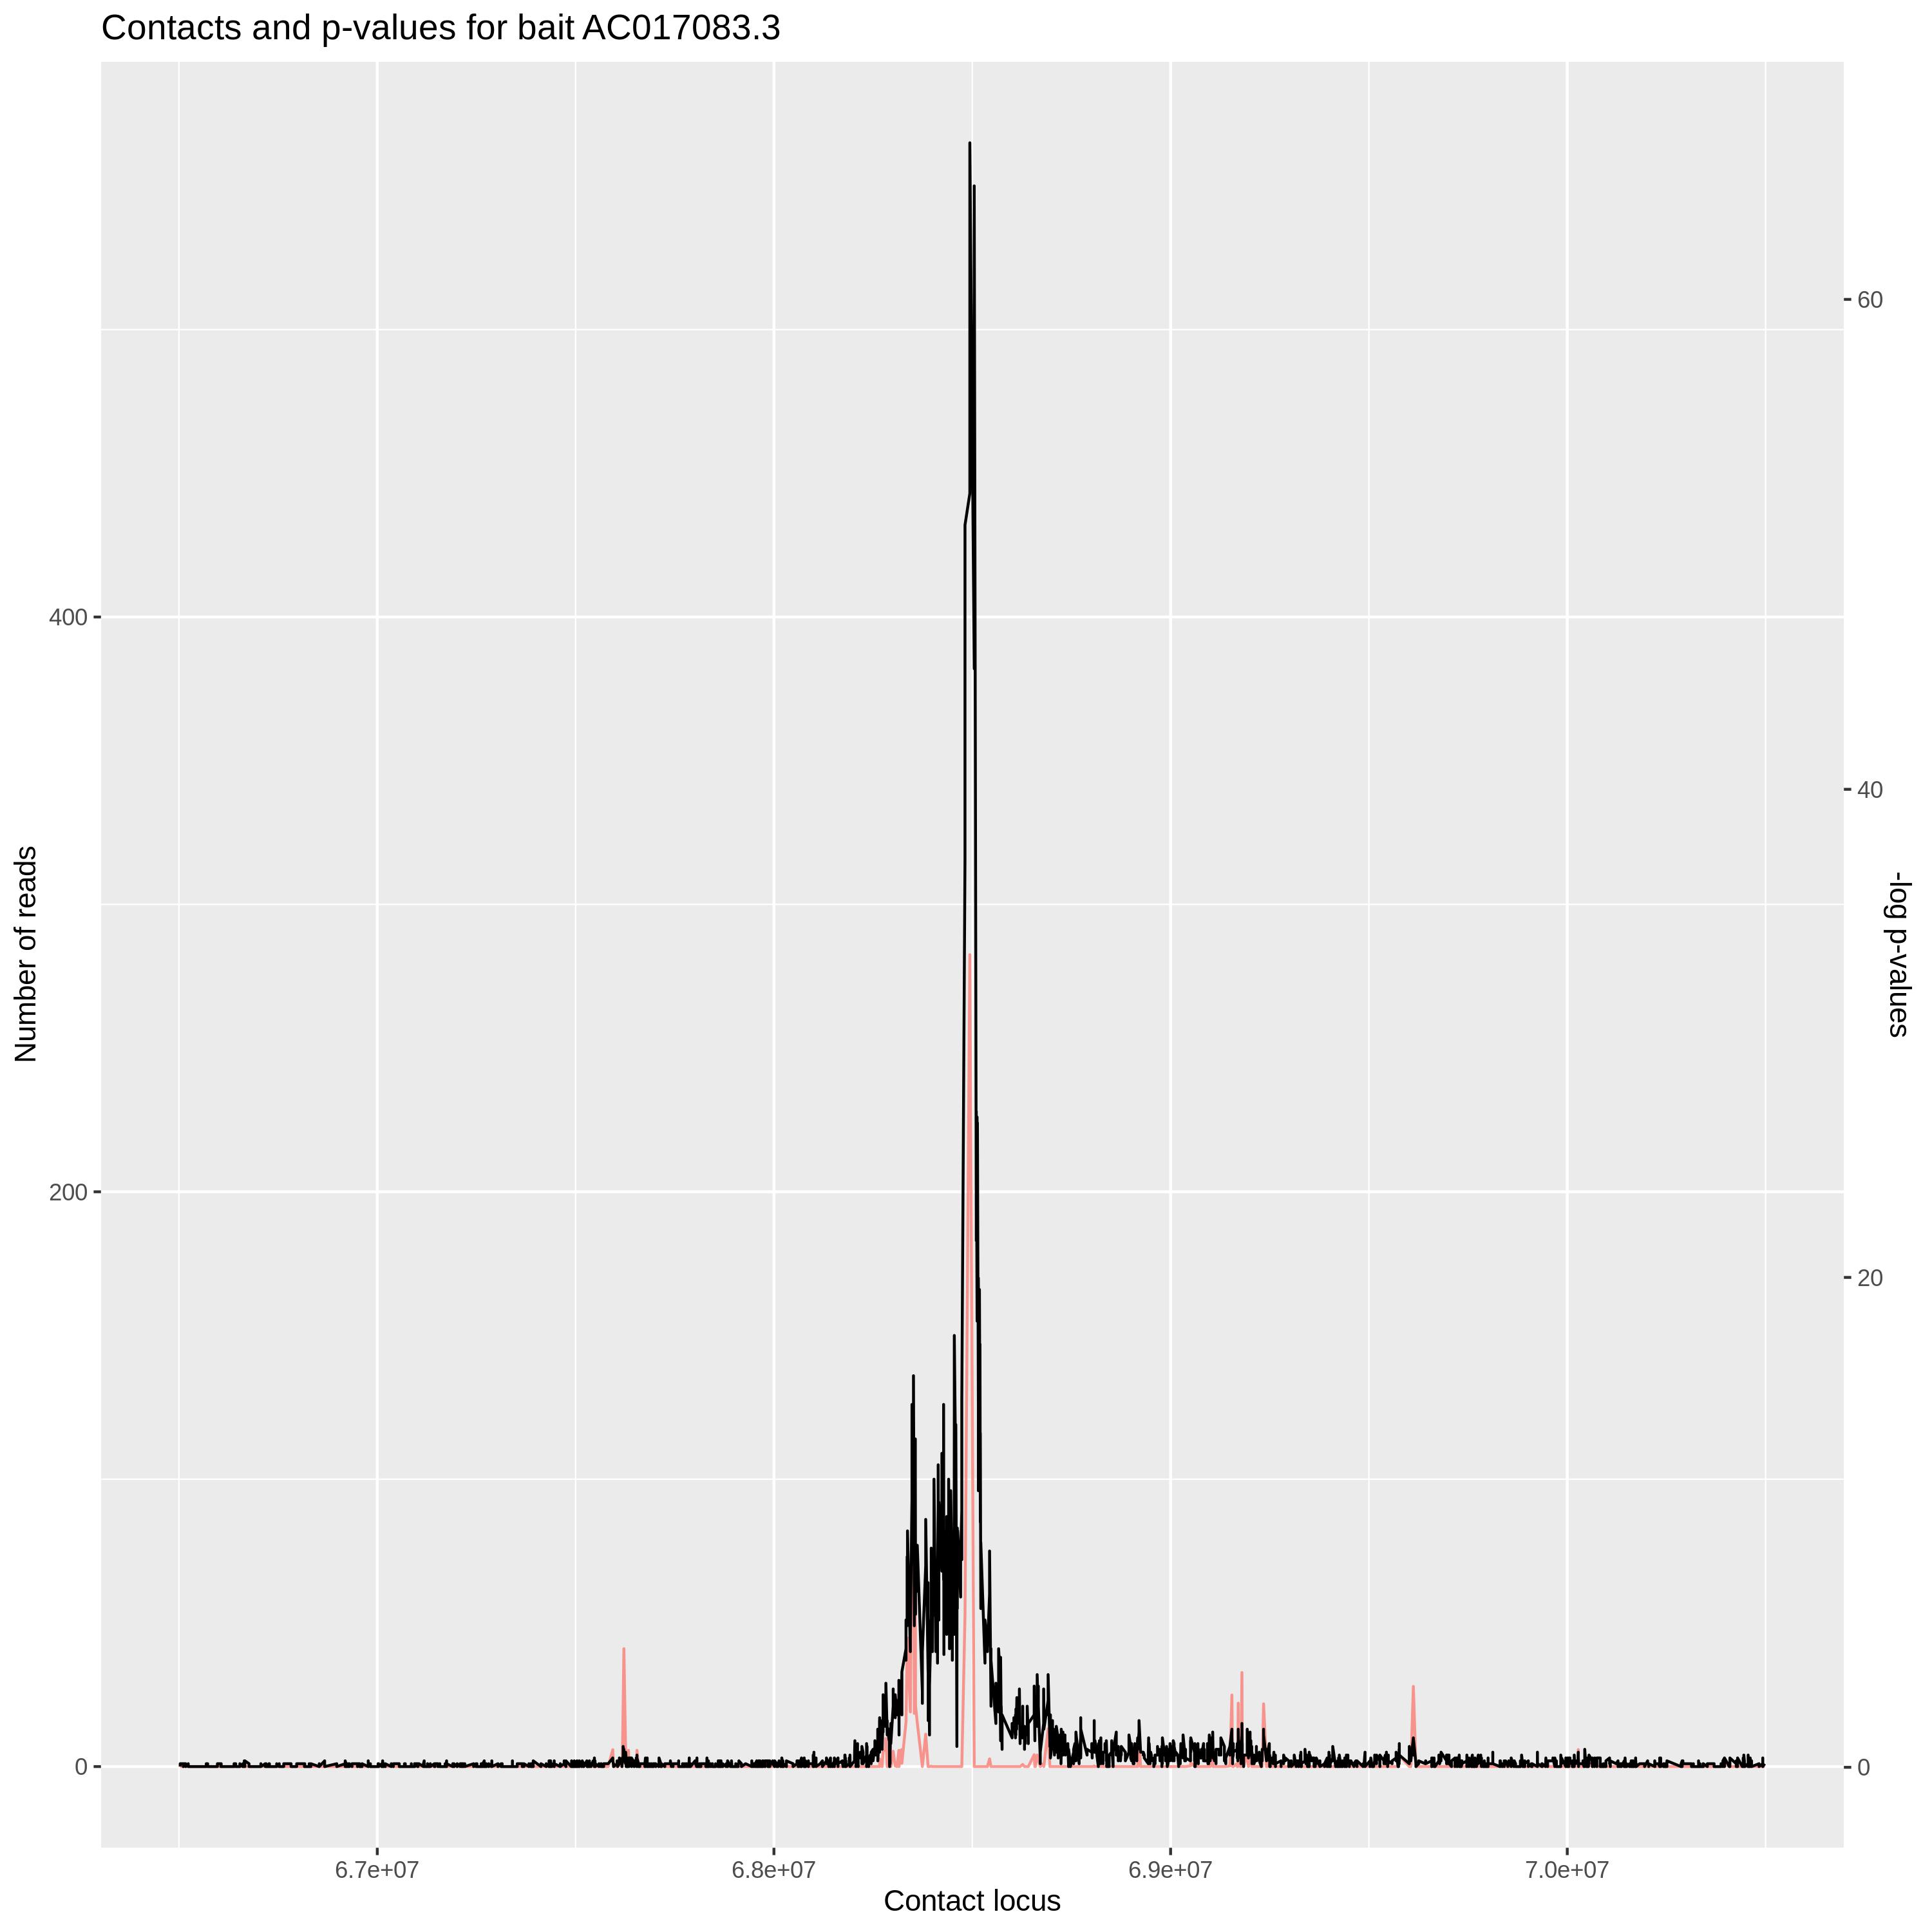 Contacts and p-values for bait AC017083.3
Number of reads
400
200
0
60
40
20
0
-log p-values
6.7e+07
6.8e+07
6.9e+07
7.0e+07
Contact locus